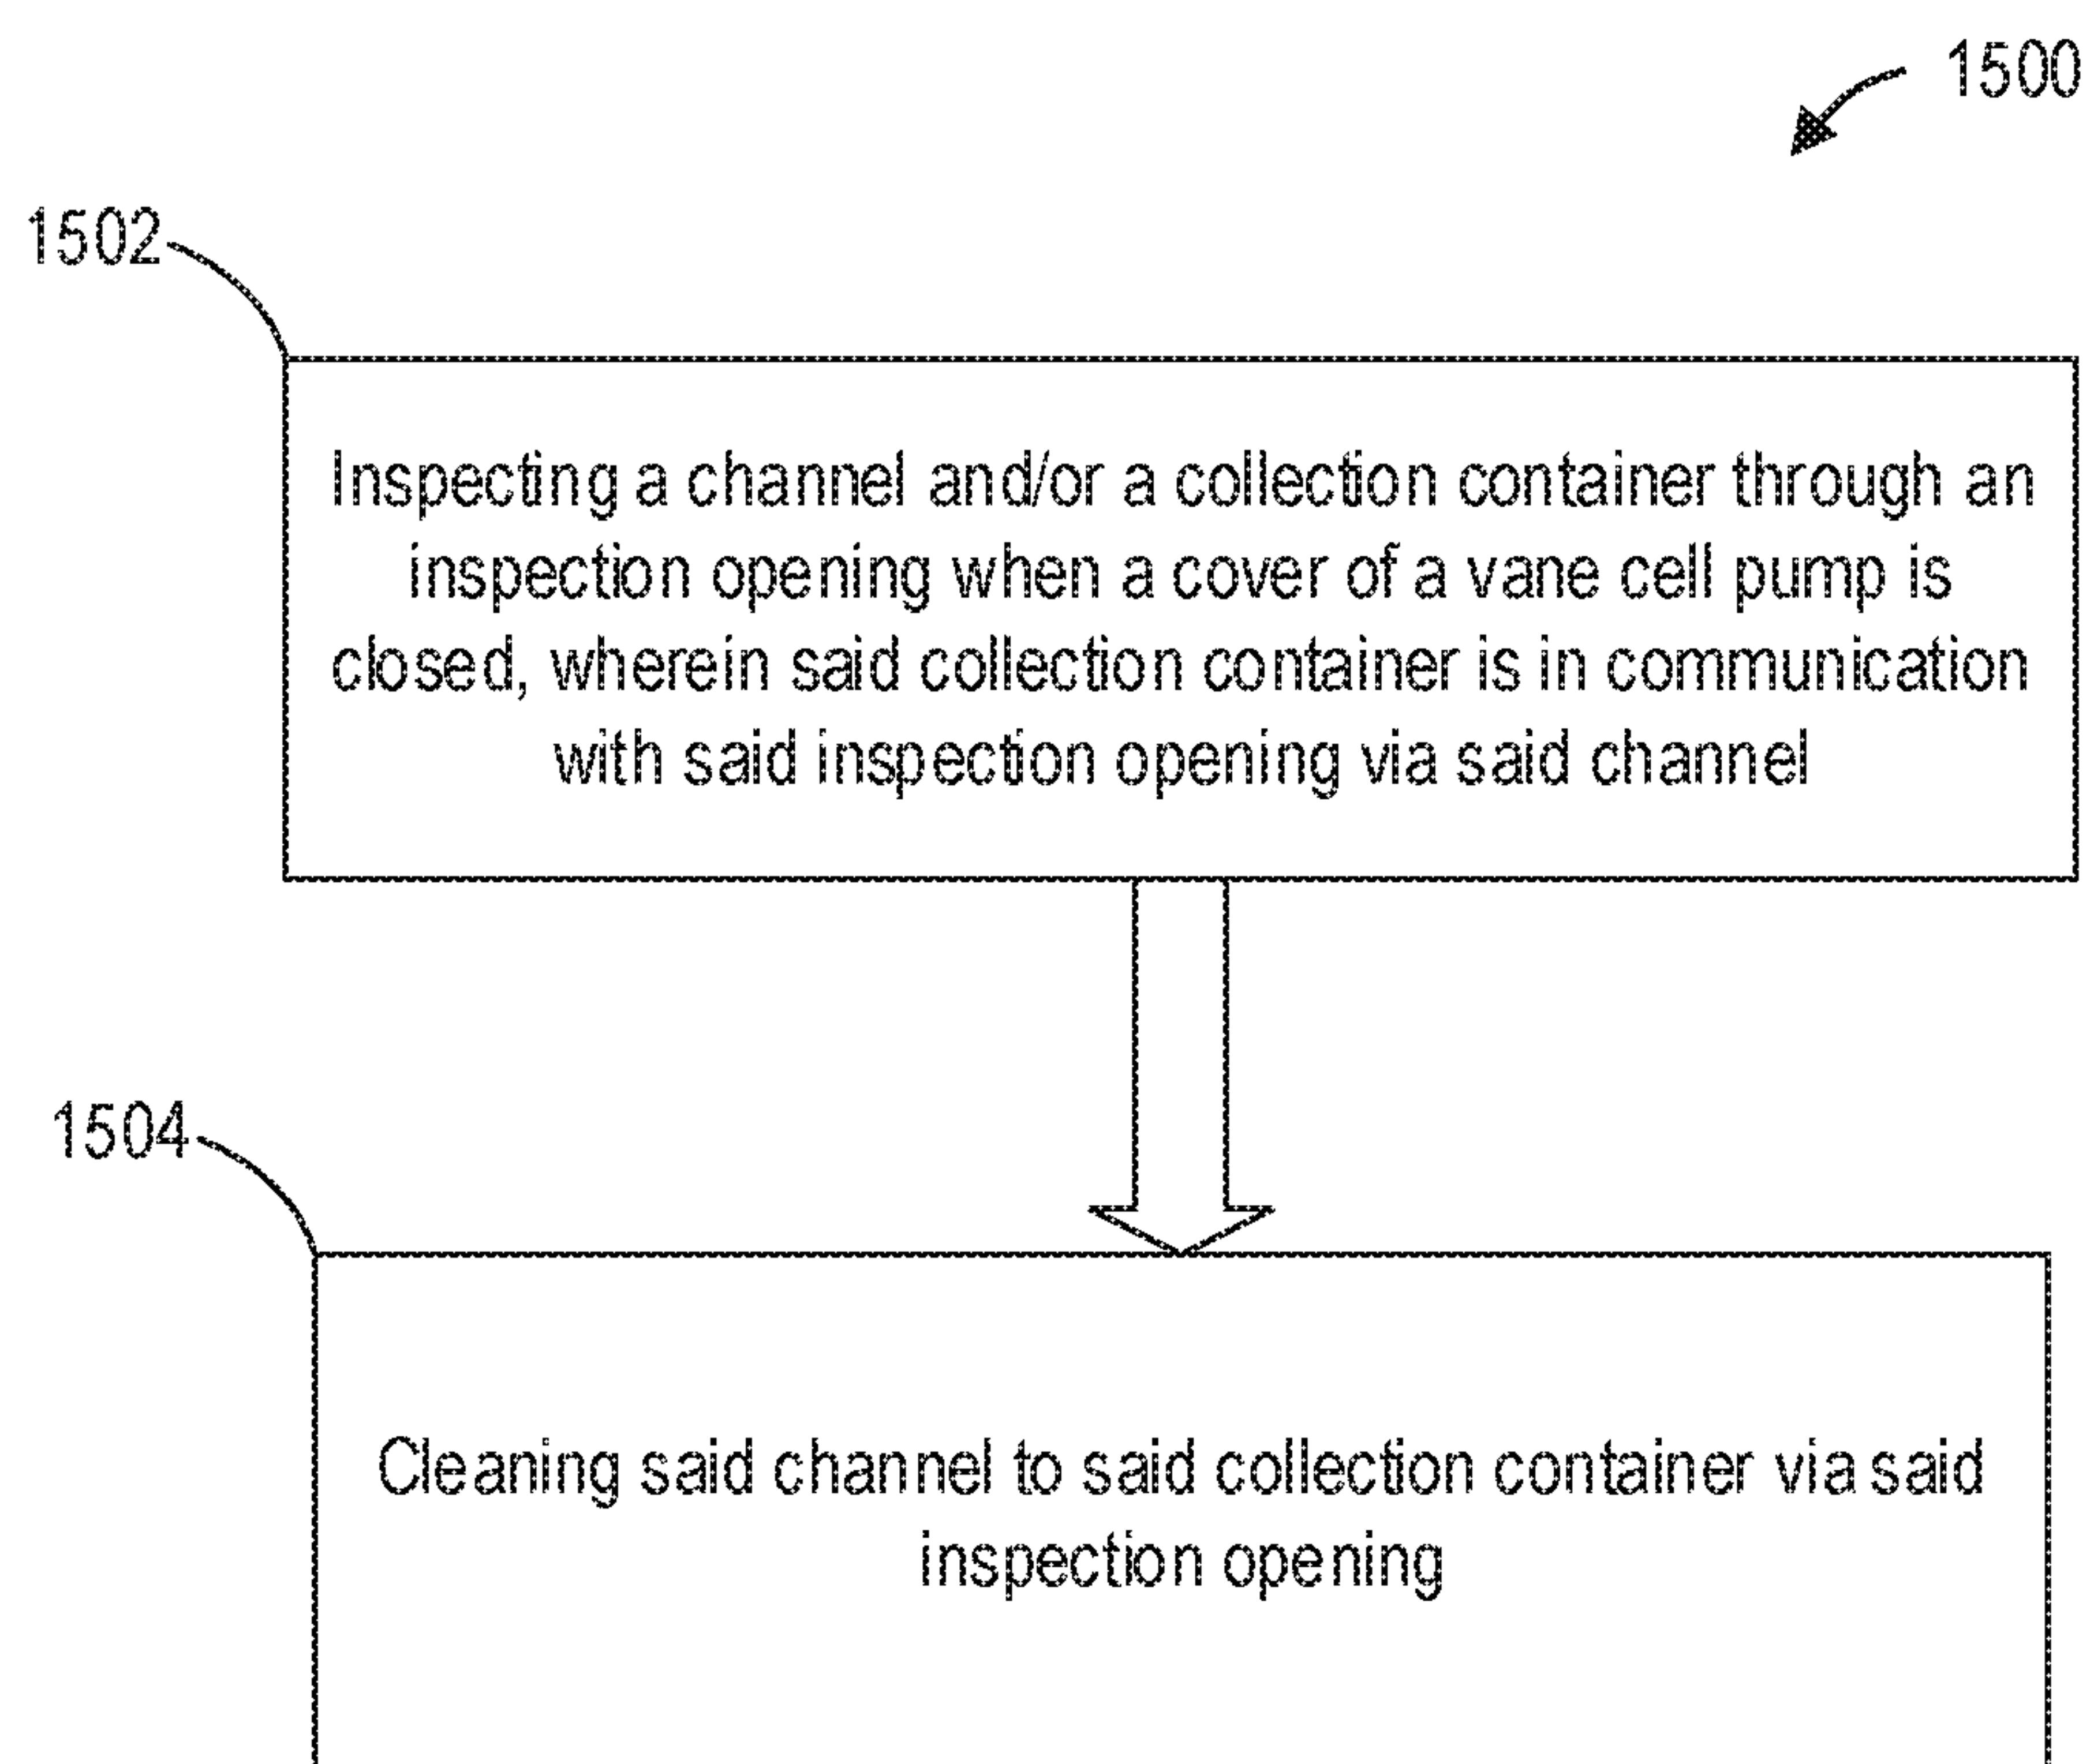 1500
1502
Inspecting a channel and/or a collection container through an
inspection opening when a cover of a vane cell pump is
closed, wherein said collection container is in communication
with said inspection opening via said channel
1504
Cleaning said channel to said collection container via said
inspection opening